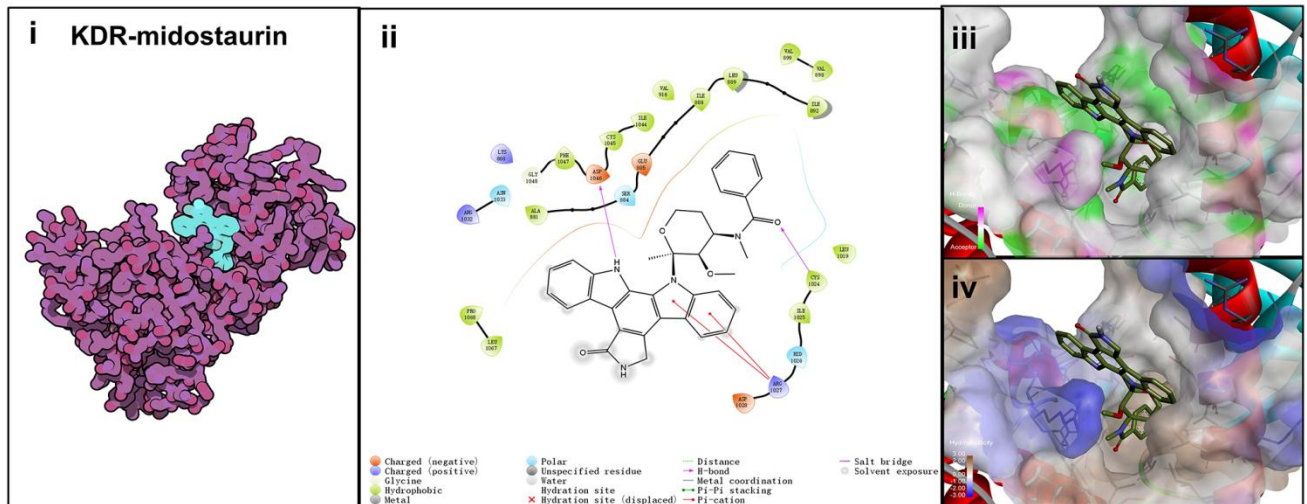 i KDR-midostaurin
ii
VAL
899
VAL
898
LEU
889
ILE
892
ILE
888
VAL
916
ILE
1044
CYS
1045
PHE
1047
GLU
885
LYS
868
GLY
1048
ASP
1046
SER
884
ASN
1033
ARG
1032
ALA
881
O
N
O
LEU
1019
O
H
N
N
CYS
1024
ILE
1025
PRO
1068
LEU
1067
HID
1026
O
N
H
ARG
1027
ASP
1028
Charged (negative)
Charged (positive)
Glycine
Hydrophobic
Metal
Polar
Unspecified residue
Water
Hydration site
Hydration site (displaced)
Distance
H-bond
Metal coordination
Pi-Pi stacking
Pi-cation
Salt bridge
Solvent exposure
iii
Acceptor
iv
3.00
2.00
-2.00
-3.00